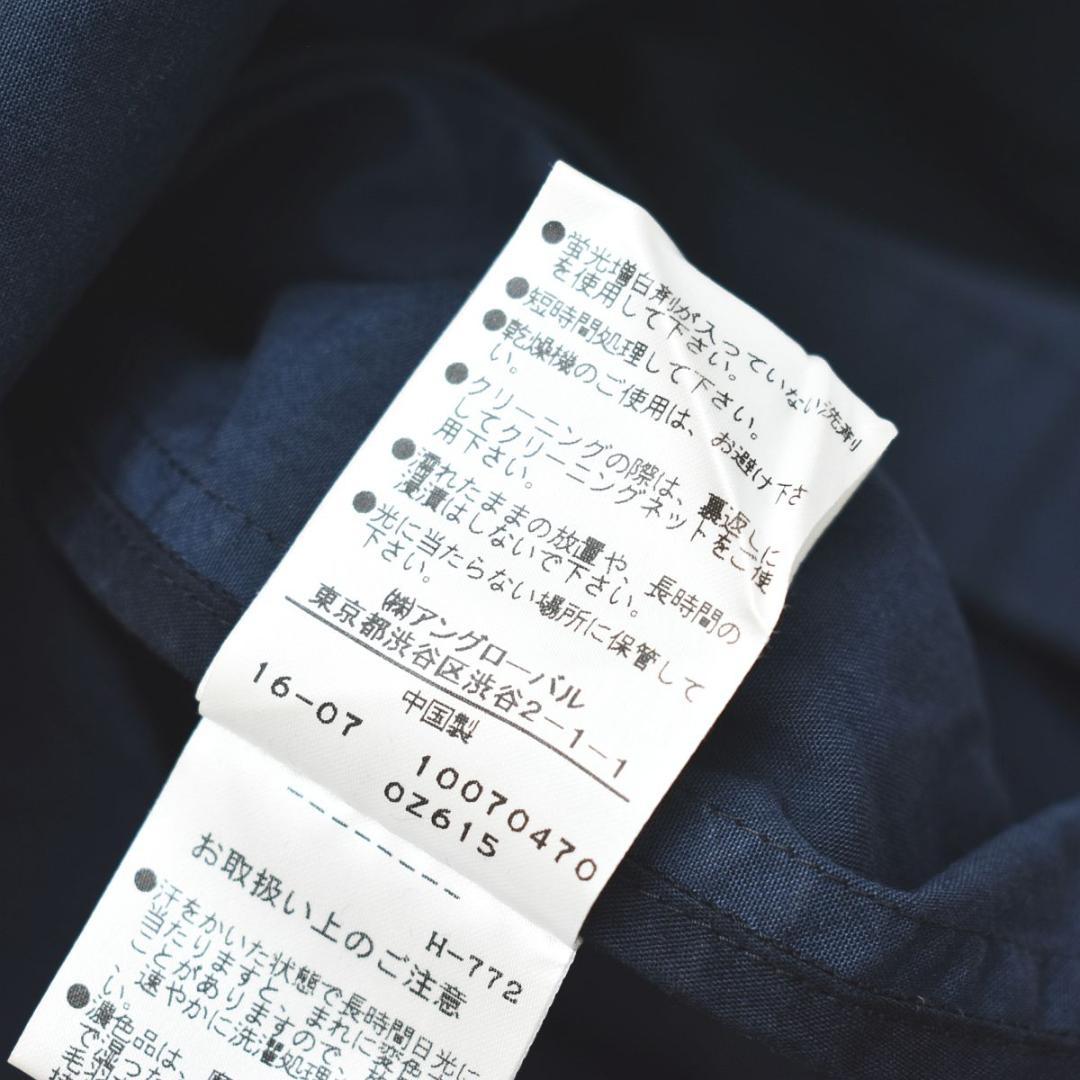 ●蛍光増白剤が入っていない洗剤
を使用して下さい。
●短時間処理して下さい。
●乾燥機のご使用は、お避け下さ
い。
●クリーニングの際は、裏返しに
してクリーニングネットをご使
用下さい。
●濡れたままの放置や、長時間の
浸漬はしないで下さい。
●光に当たらない場所に保管して
下さい。
㈱アングローバル
東京都渋谷区渋谷2-1-1
中国製
16-07
10070470
0Z615
H-772
お取扱い上のご注意
●汗をかいた状態で長時間日光に
当たりますと、まれに変色
ことがありますので、
速やかに洗濯処理
い。
●濃色品は、
で湿った